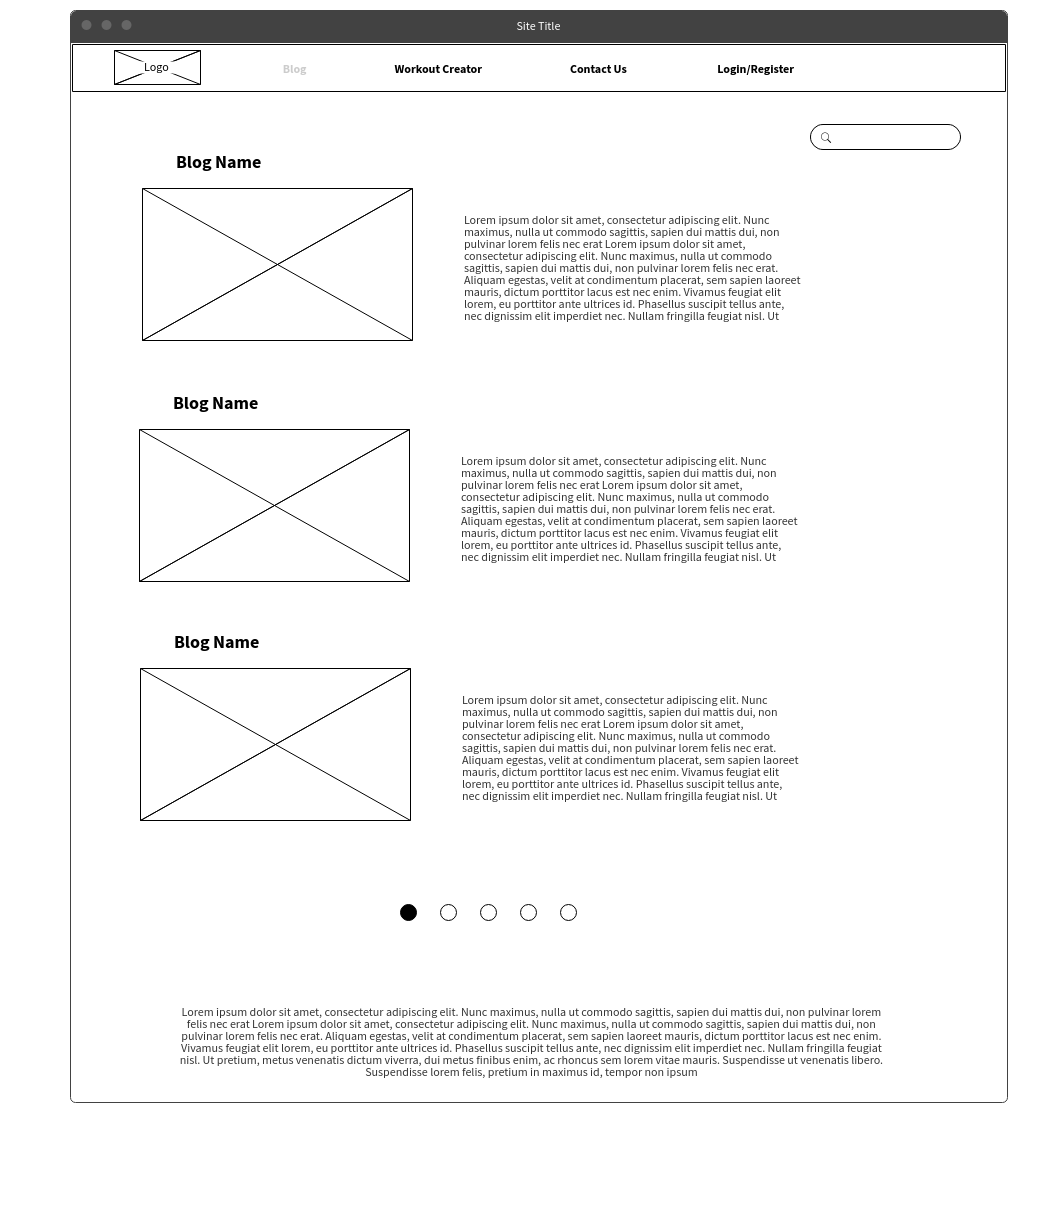 Site Title
Logo
Blog
Workout Creator
Contact Us
Login/Register
Blog Name
Lorem ipsum dolor sit amet, consectetur adipiscing elit. Nunc
maximus, nulla ut commodo sagittis, sapien dui mattis dui, non
pulvinar lorem felis nec erat Lorem ipsum dolor sit amet,
consectetur adipiscing elit. Nunc maximus, nulla ut commodo
sagittis, sapien dui mattis dui, non pulvinar lorem felis nec erat.
Aliquam egestas, velit at condimentum placerat, sem sapien laoreet
mauris, dictum porttitor lacus est nec enim. Vivamus feugiat elit
lorem, eu porttitor ante ultrices id. Phasellus suscipit tellus ante,
nec dignissim elit imperdiet nec. Nullam fringilla feugiat nisl. Ut
Blog Name
Lorem ipsum dolor sit amet, consectetur adipiscing elit. Nunc
maximus, nulla ut commodo sagittis, sapien dui mattis dui, non
pulvinar lorem felis nec erat Lorem ipsum dolor sit amet,
consectetur adipiscing elit. Nunc maximus, nulla ut commodo
sagittis, sapien dui mattis dui, non pulvinar lorem felis nec erat.
Aliquam egestas, velit at condimentum placerat, sem sapien laoreet
mauris, dictum porttitor lacus est nec enim. Vivamus feugiat elit
lorem, eu porttitor ante ultrices id. Phasellus suscipit tellus ante,
nec dignissim elit imperdiet nec. Nullam fringilla feugiat nisl. Ut
Blog Name
Lorem ipsum dolor sit amet, consectetur adipiscing elit. Nunc
maximus, nulla ut commodo sagittis, sapien dui mattis dui, non
pulvinar lorem felis nec erat Lorem ipsum dolor sit amet,
consectetur adipiscing elit. Nunc maximus, nulla ut commodo
sagittis, sapien dui mattis dui, non pulvinar lorem felis nec erat.
Aliquam egestas, velit at condimentum placerat, sem sapien laoreet
mauris, dictum porttitor lacus est nec enim. Vivamus feugiat elit
lorem, eu porttitor ante ultrices id. Phasellus suscipit tellus ante,
nec dignissim elit imperdiet nec. Nullam fringilla feugiat nisl. Ut
Lorem ipsum dolor sit amet, consectetur adipiscing elit. Nunc maximus, nulla ut commodo sagittis, sapien dui mattis dui, non pulvinar lorem
felis nec erat Lorem ipsum dolor sit amet, consectetur adipiscing elit. Nunc maximus, nulla ut commodo sagittis, sapien dui mattis dui, non
pulvinar lorem felis nec erat. Aliquam egestas, velit at condimentum placerat, sem sapien laoreet mauris, dictum porttitor lacus est nec enim.
Vivamus feugiat elit lorem, eu porttitor ante ultrices id. Phasellus suscipit tellus ante, nec dignissim elit imperdiet nec. Nullam fringilla feugiat
nisl. Ut pretium, metus venenatis dictum viverra, dui metus finibus enim, ac rhoncus sem lorem vitae mauris. Suspendisse ut venenatis libero.
Suspendisse lorem felis, pretium in maximus id, tempor non ipsum